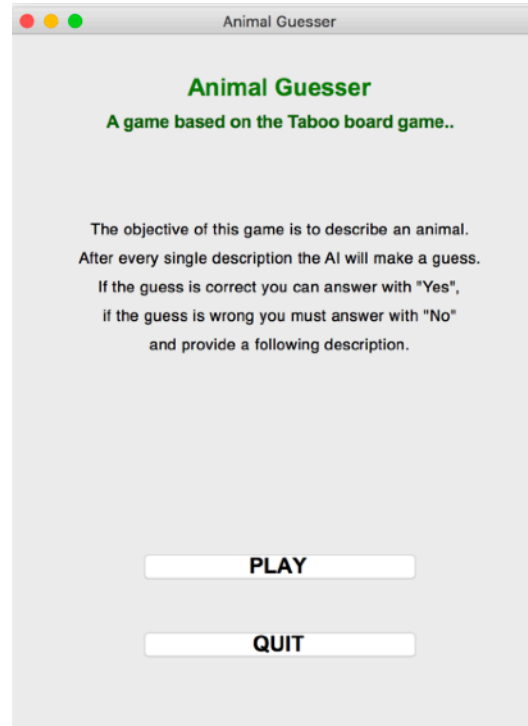 Animal Guesser
Animal Guesser
A game based on the Taboo board game..
The objective of this game is to describe an animal.
After every single description the AI will make a guess.
If the guess is correct you can answer with "Yes",
if the guess is wrong you must answer with "No"
and provide a following description.
PLAY
QUIT